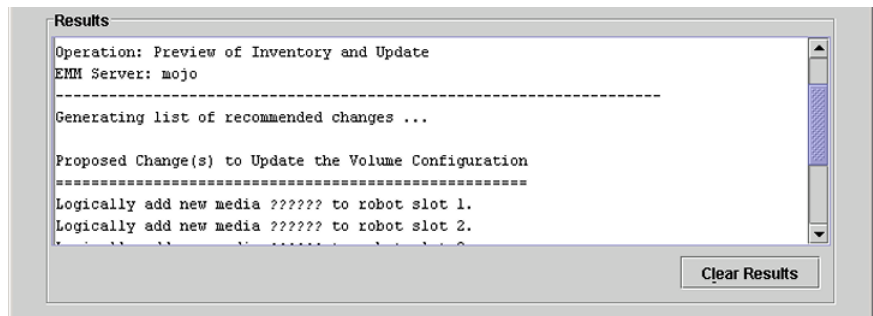 Results
Operation: Preview of Inventory and Update
EMM Server: mojo
--------------------------------------------------------------------
Generating list of recommended changes ...
Proposed Change(s) to Update the Volume Configuration
=====================================================
Logically add new media ?????? to robot slot 1.
Logically add new media ?????? to robot slot 2.
Clear Results